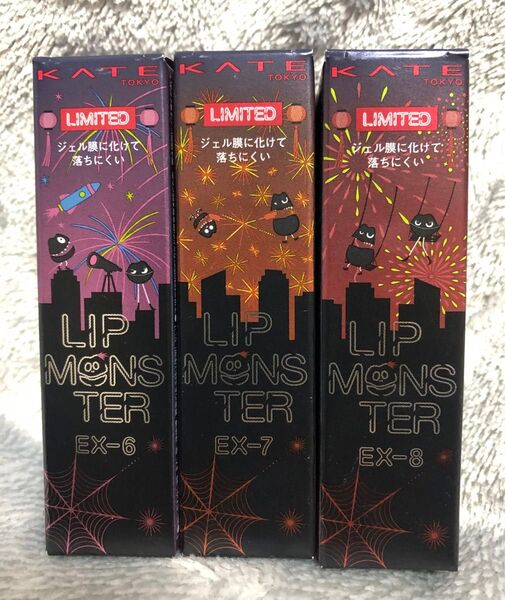 KATE
TOKYO
LIMITED
ジェル膜に化けて
落ちにくい
LIP
MONS
TER
EX-6
KATE
TOKYO
LIMITED
ジェル膜に化けて
落ちにくい
LIP
MONS
TER
EX-7
KATE
TOKYO
LIMITED
ジェル膜に化けて
落ちにくい
LIP
MONS
TER
EX-8